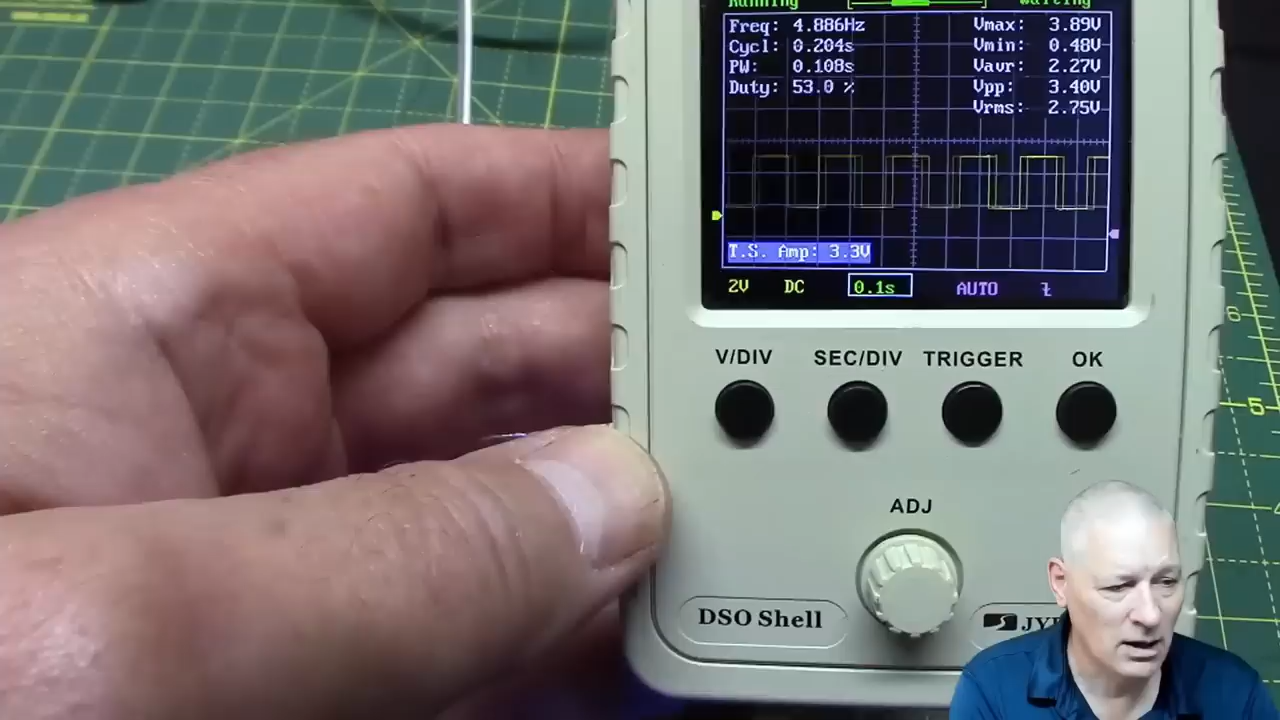 Running Waiting
Freq: 4.886Hz Vmax: 3.89V
Cycl: 0.204s Vmin: 0.48V
PW: 0.108s Vavr: 2.27V
Duty: 53.0 % Vpp: 3.40V
Vrms: 2.75V
T.S. Amp: 3.3V
2V DC 0.1s AUTO
V/DIV SEC/DIV TRIGGER OK
5
ADJ
DSO Shell